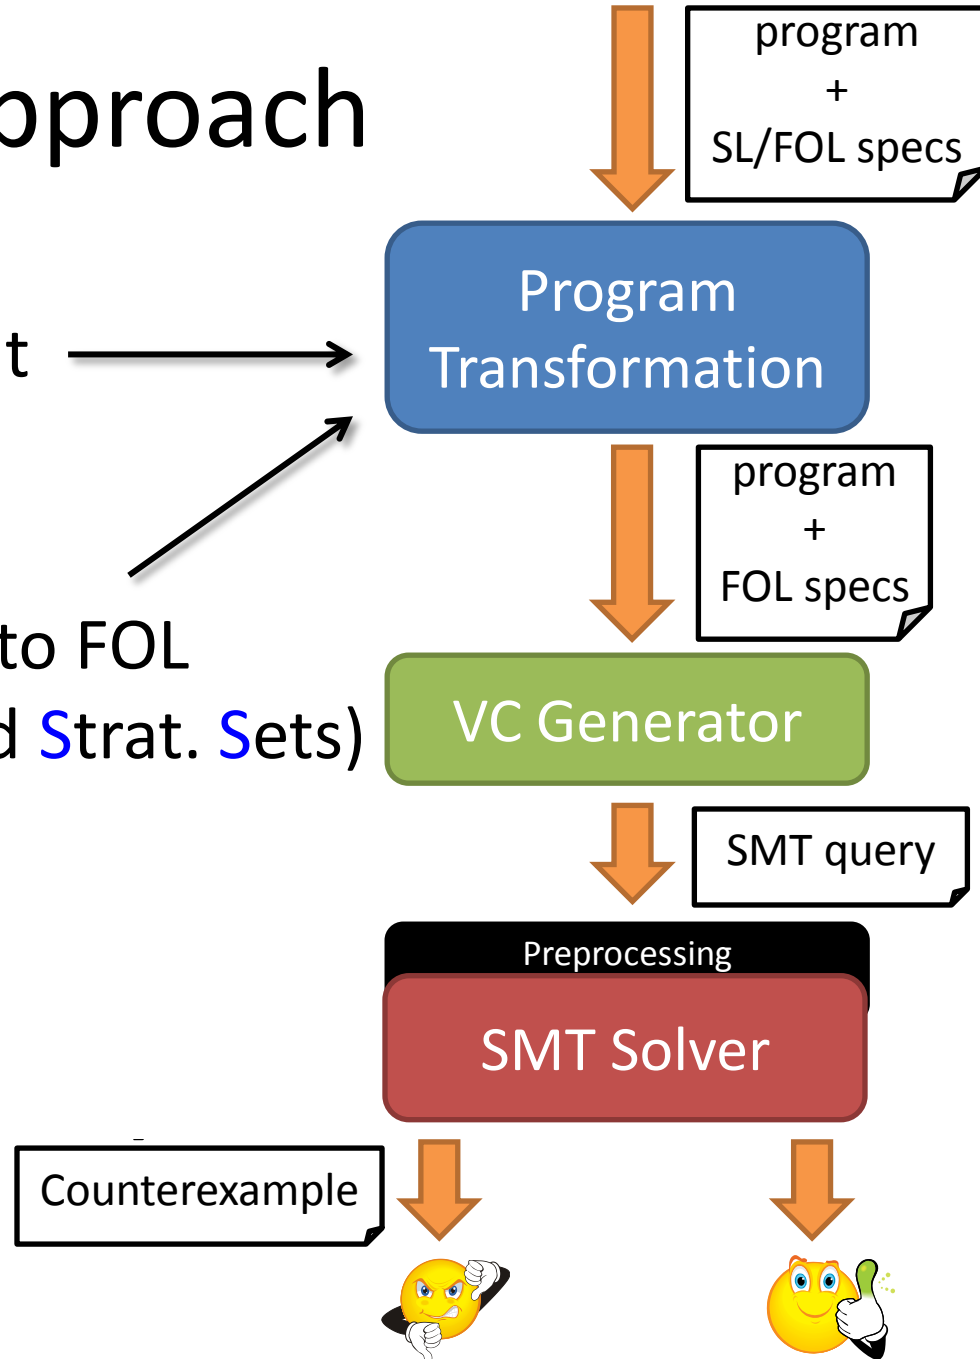 program
+
SL/FOL specs
pproach
Program
Transformation
t
program
+
FOL specs
to FOL
d Strat. Sets)
VC Generator
SMT query
Preprocessing
SMT Solver
Counterexample